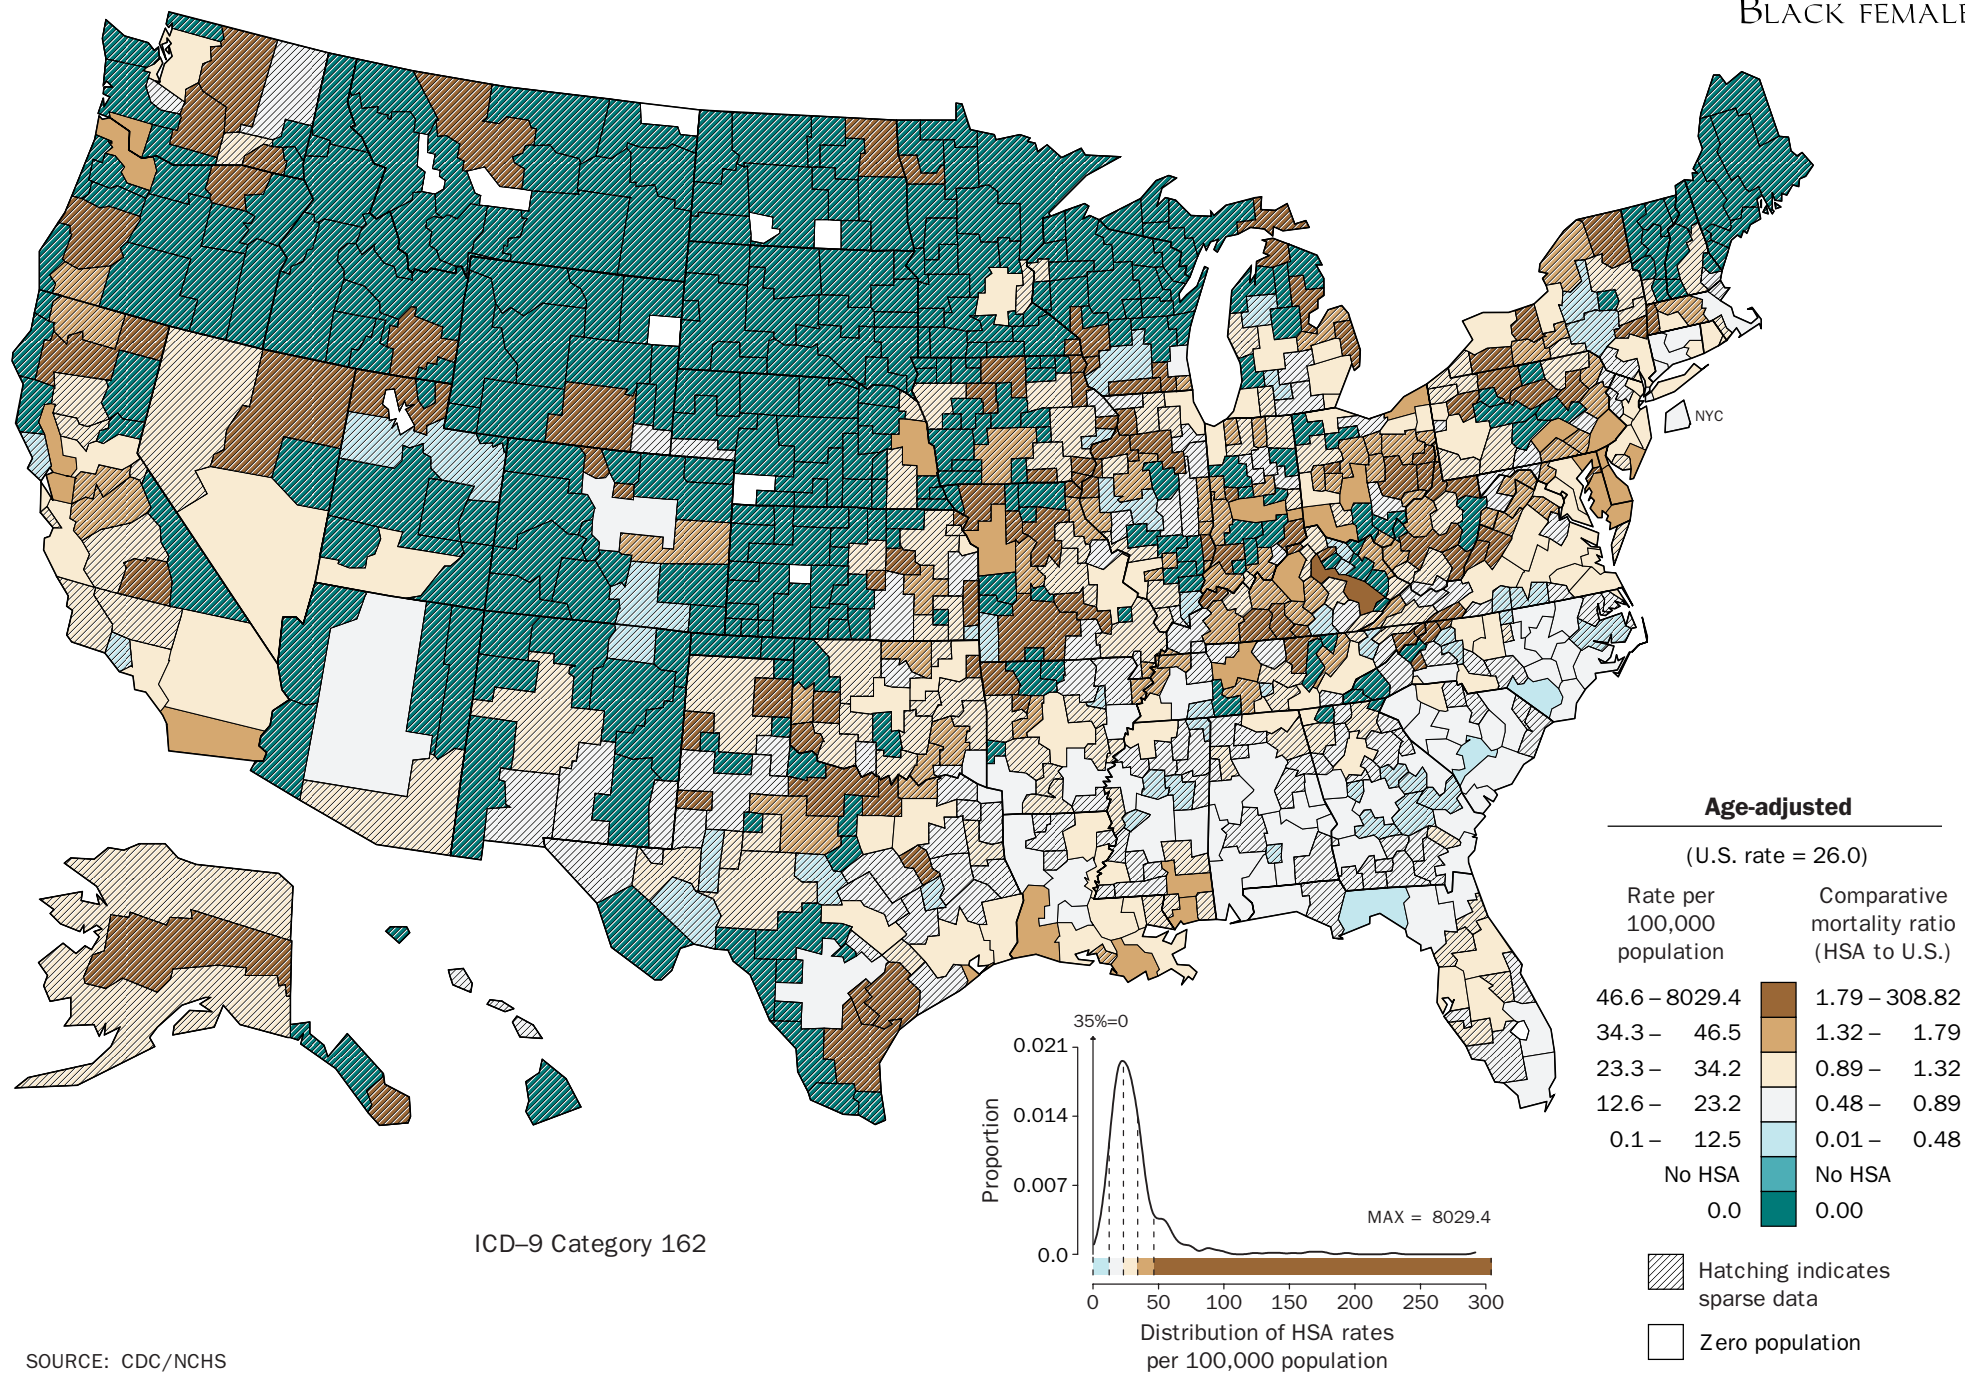 BLACK FEMALE
NYC
Age-adjusted
(U.S. rate = 26.0)
Rate per
100,000
population
Comparative
mortality ratio
(HSA to U.S.)
46.6 – 8029.4 1.79 – 308.82
34.3 – 46.5 1.32 – 1.79
23.3 – 34.2 0.89 – 1.32
12.6 – 23.2 0.48 – 0.89
0.1 – 12.5 0.01 – 0.48
No HSA No HSA
0.0 0.00
Hatching indicates
sparse data
Zero population
35%=0
0.021
0.014
0.007
0.0
Proportion
MAX = 8029.4
0 50 100 150 200 250 300
Distribution of HSA rates
per 100,000 population
ICD–9 Category 162
SOURCE: CDC/NCHS